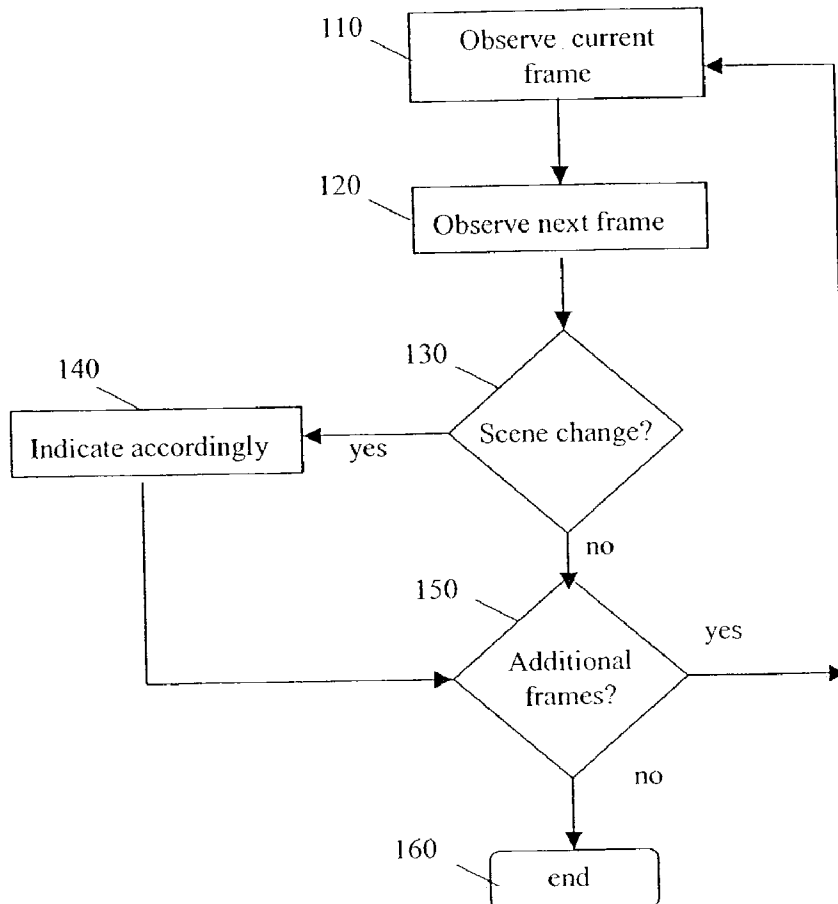 110
Observe current
frame
120
Observe next frame
130
Scene change?
140
Indicate accordingly
yes
no
150
Additional
frames?
yes
no
160
end